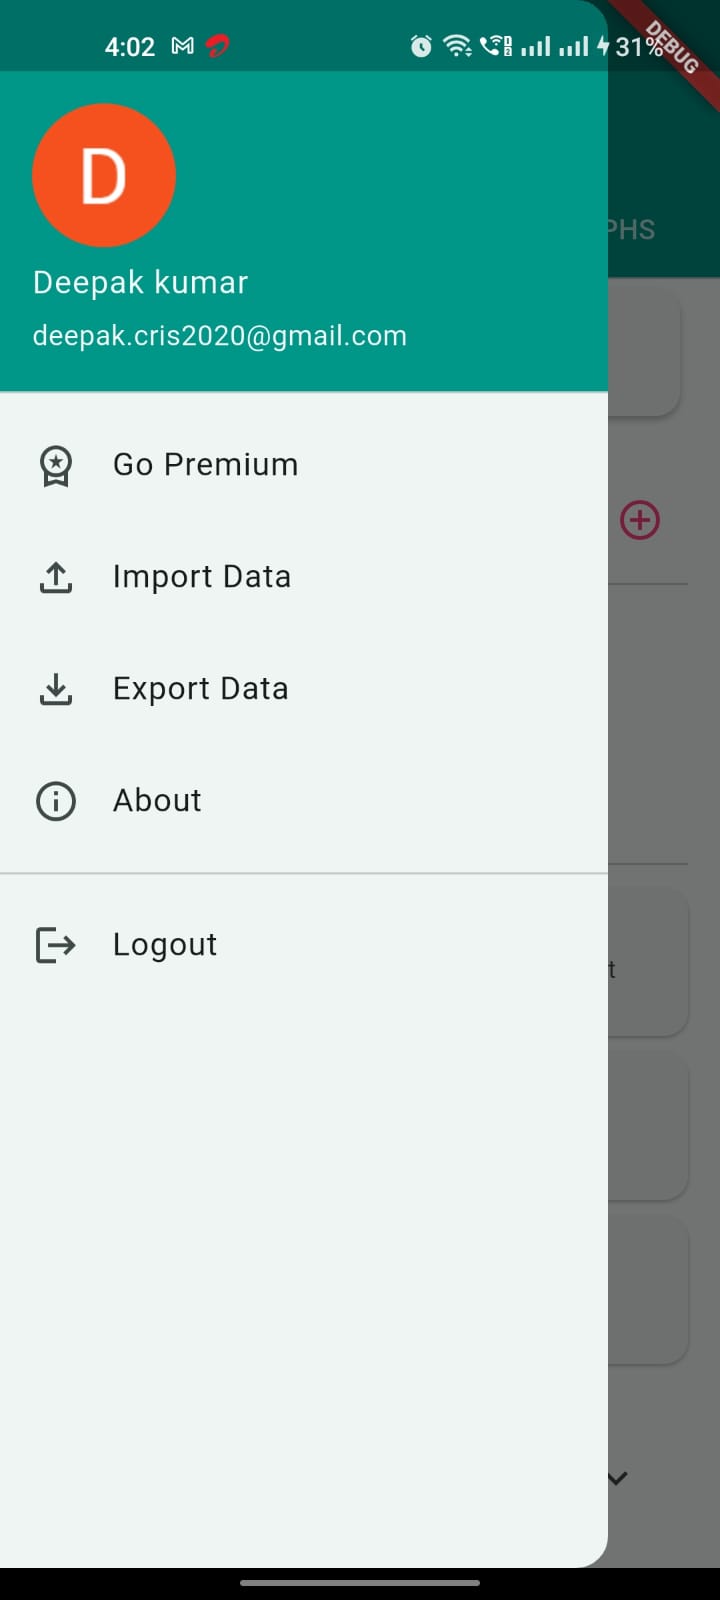 4:02
31%
DEBUG
D
PHS
Deepak kumar
deepak.cris2020@gmail.com
Go Premium
Import Data
Export Data
About
Logout
t